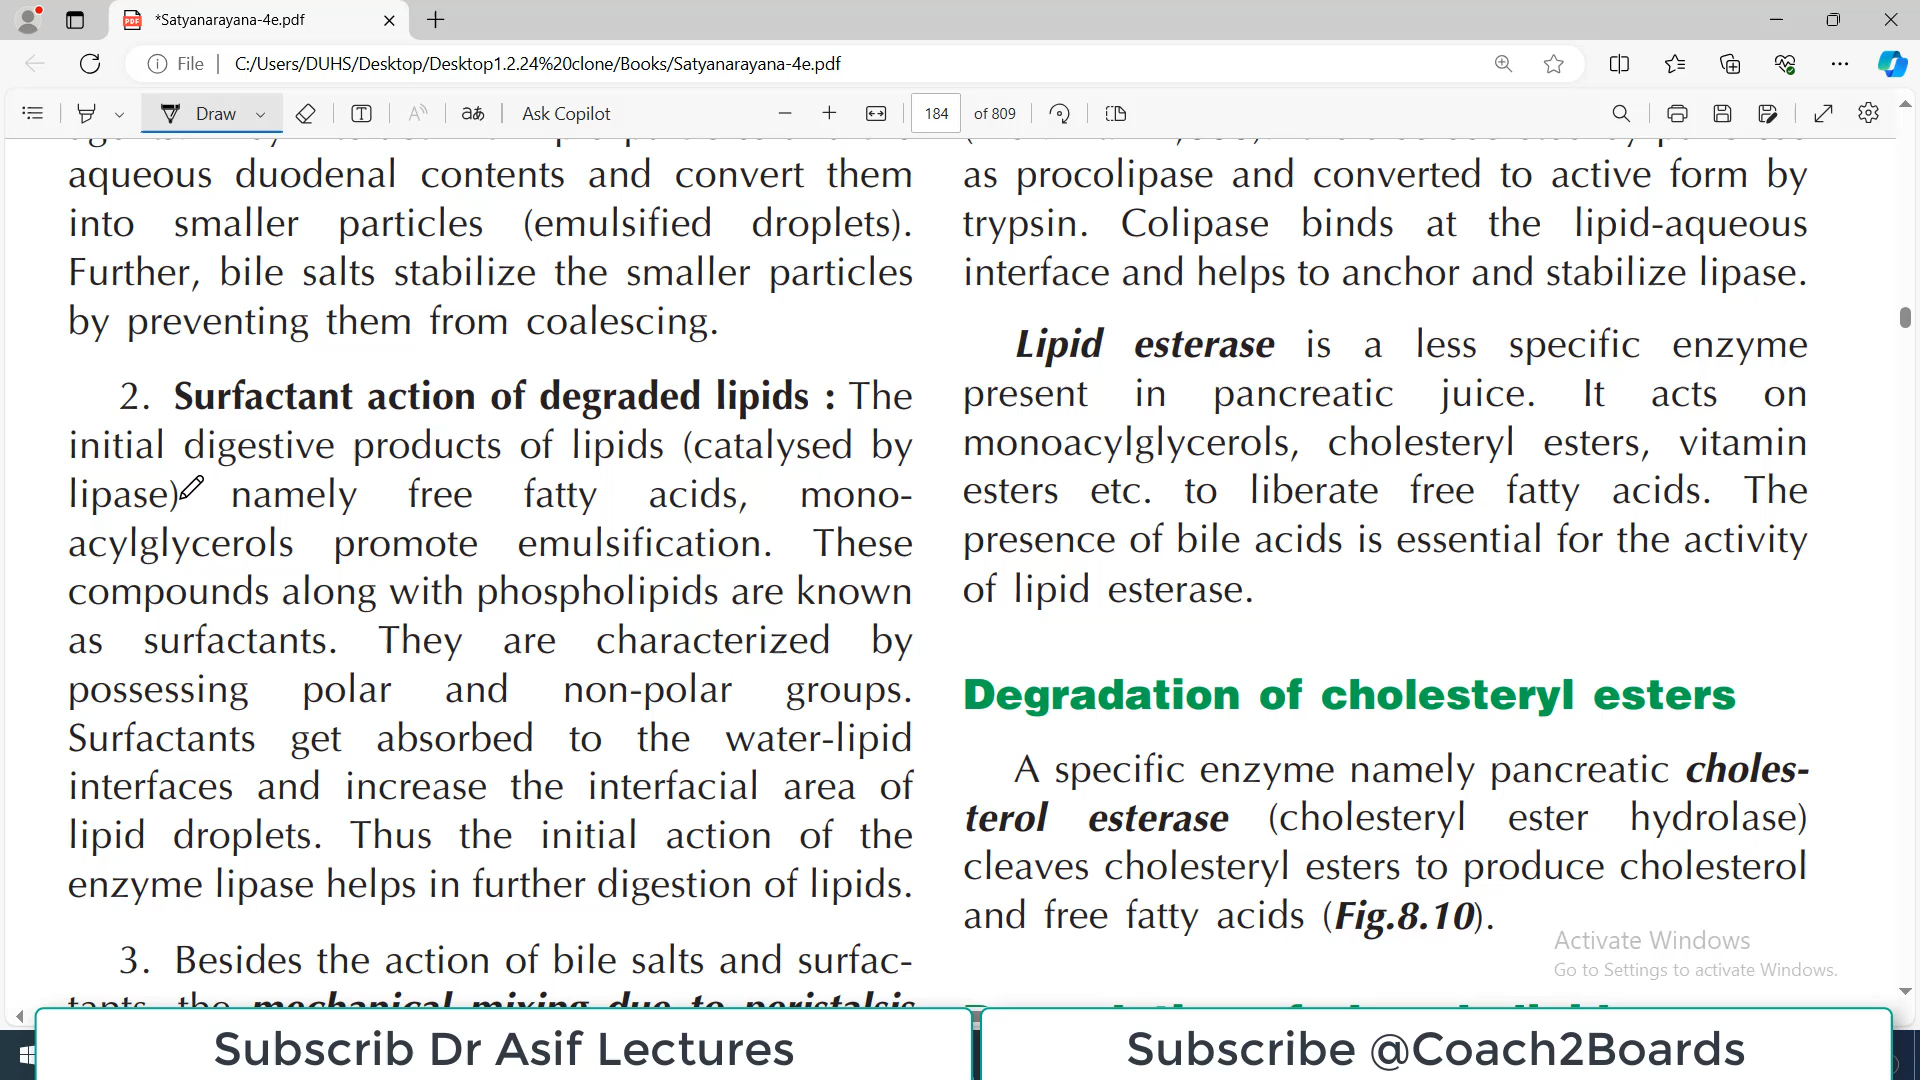 *Satyanarayana-4e.pdf
File
C:/Users/DUHS/Desktop/Desktop1.2.24%20clone/Books/Satyanarayana-4e.pdf
Draw
Ask Copilot
184 of 809
aqueous duodenal contents and convert them
into smaller particles (emulsified droplets).
Further, bile salts stabilize the smaller particles
by preventing them from coalescing.
2. Surfactant action of degraded lipids : The
initial digestive products of lipids (catalysed by
lipase) namely free fatty acids, mono-
acylglycerols promote emulsification. These
compounds along with phospholipids are known
as surfactants. They are characterized by
possessing polar and non-polar groups.
Surfactants get absorbed to the water-lipid
interfaces and increase the interfacial area of
lipid droplets. Thus the initial action of the
enzyme lipase helps in further digestion of lipids.
3. Besides the action of bile salts and surfac-
tants, the mechanical mixing due to peristalsis
as procolipase and converted to active form by
trypsin. Colipase binds at the lipid-aqueous
interface and helps to anchor and stabilize lipase.
Lipid esterase is a less specific enzyme
present in pancreatic juice. It acts on
monoacylglycerols, cholesteryl esters, vitamin
esters etc. to liberate free fatty acids. The
presence of bile acids is essential for the activity
of lipid esterase.
Degradation of cholesteryl esters
A specific enzyme namely pancreatic choles-
terol esterase (cholesteryl ester hydrolase)
cleaves cholesteryl esters to produce cholesterol
and free fatty acids (Fig.8.10).
Activate Windows
Go to Settings to activate Windows.
Subscrib Dr Asif Lectures
Subscribe @Coach2Boards